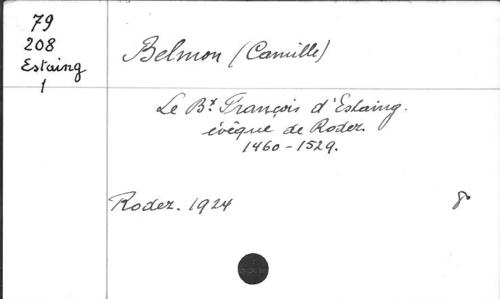 79
208
Estaing
1
Belmon (Camille)
Le Bx. François d'Estaing.
évêque de Rodez.
1460-1529.
Rodez. 1924
8°